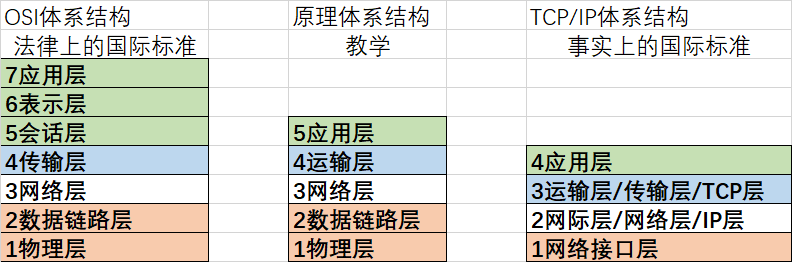 OSI体系结构 原理体系结构 TCP/IP体系结构
法律上的国际标准 教学 事实上的国际标准
7应用层
6表示层
5会话层 5应用层
4传输层 4运输层 4应用层
3网络层 3网络层 3运输层/传输层/TCP层
2数据链路层 2数据链路层 2网际层/网络层/IP层
1物理层 1物理层 1网络接口层